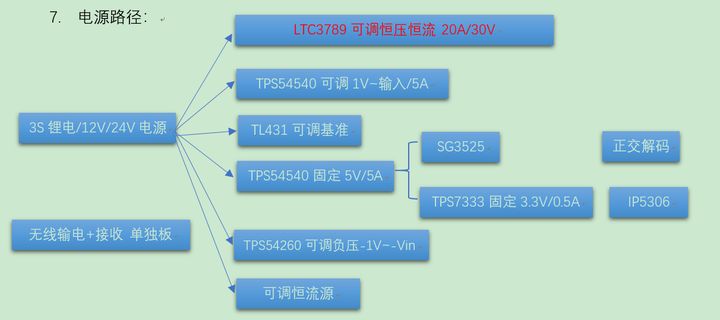 7. 电源路径：
LTC3789 可调恒压恒流 20A/30V
TPS54540 可调 1V~输入/5A
3S 锂电/12V/24V 电源
TL431 可调基准
SG3525
正交解码
TPS54540 固定 5V/5A
TPS7333 固定 3.3V/0.5A
IP5306
无线输电+接收 单独板
TPS54260 可调负压-1V~-Vin
可调恒流源